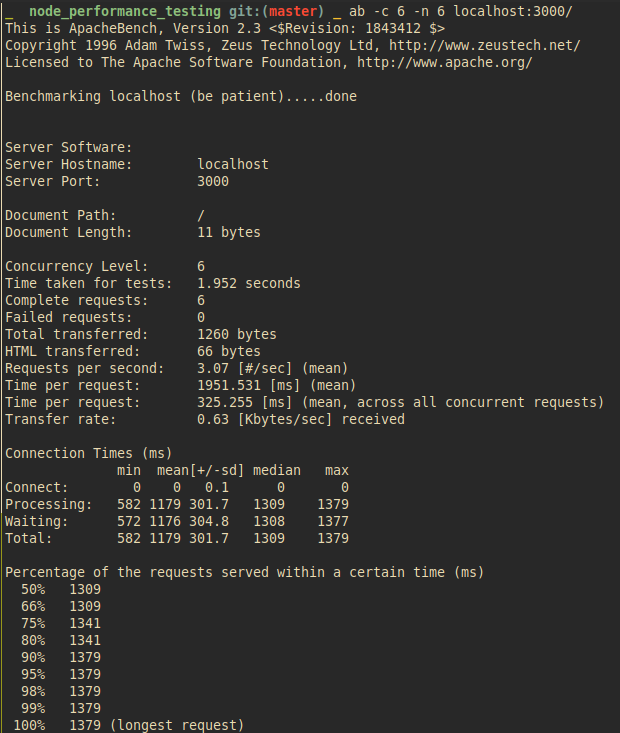 _ node_performance_testing git:(master) _ ab -c 6 -n 6 localhost:3000/
This is ApacheBench, Version 2.3 <$Revision: 1843412 $>
Copyright 1996 Adam Twiss, Zeus Technology Ltd, http://www.zeustech.net/
Licensed to The Apache Software Foundation, http://www.apache.org/

Benchmarking localhost (be patient).....done


Server Software:
Server Hostname:        localhost
Server Port:            3000

Document Path:          /
Document Length:        11 bytes

Concurrency Level:      6
Time taken for tests:   1.952 seconds
Complete requests:      6
Failed requests:        0
Total transferred:      1260 bytes
HTML transferred:       66 bytes
Requests per second:    3.07 [#/sec] (mean)
Time per request:       1951.531 [ms] (mean)
Time per request:       325.255 [ms] (mean, across all concurrent requests)
Transfer rate:          0.63 [Kbytes/sec] received

Connection Times (ms)
              min  mean[+/-sd] median   max
Connect:        0    0   0.1      0       0
Processing:   582 1179 301.7   1309    1379
Waiting:      572 1176 304.8   1308    1377
Total:        582 1179 301.7   1309    1379

Percentage of the requests served within a certain time (ms)
  50%   1309
  66%   1309
  75%   1341
  80%   1341
  90%   1379
  95%   1379
  98%   1379
  99%   1379
 100%   1379 (longest request)